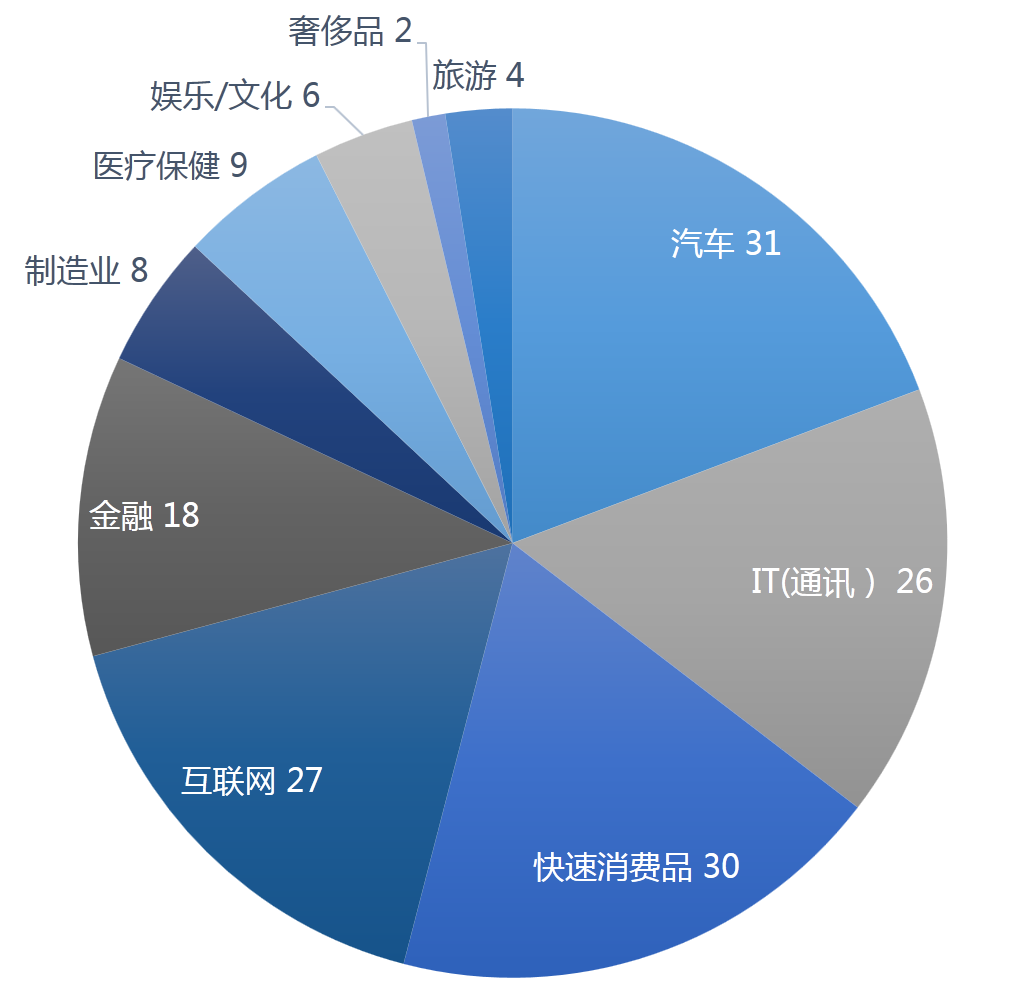 奢侈品 2
旅游 4
娱乐/文化 6
医疗保健 9
汽车 31
制造业 8
金融 18
IT(通讯 ） 26
互联网 27
快速消费品 30